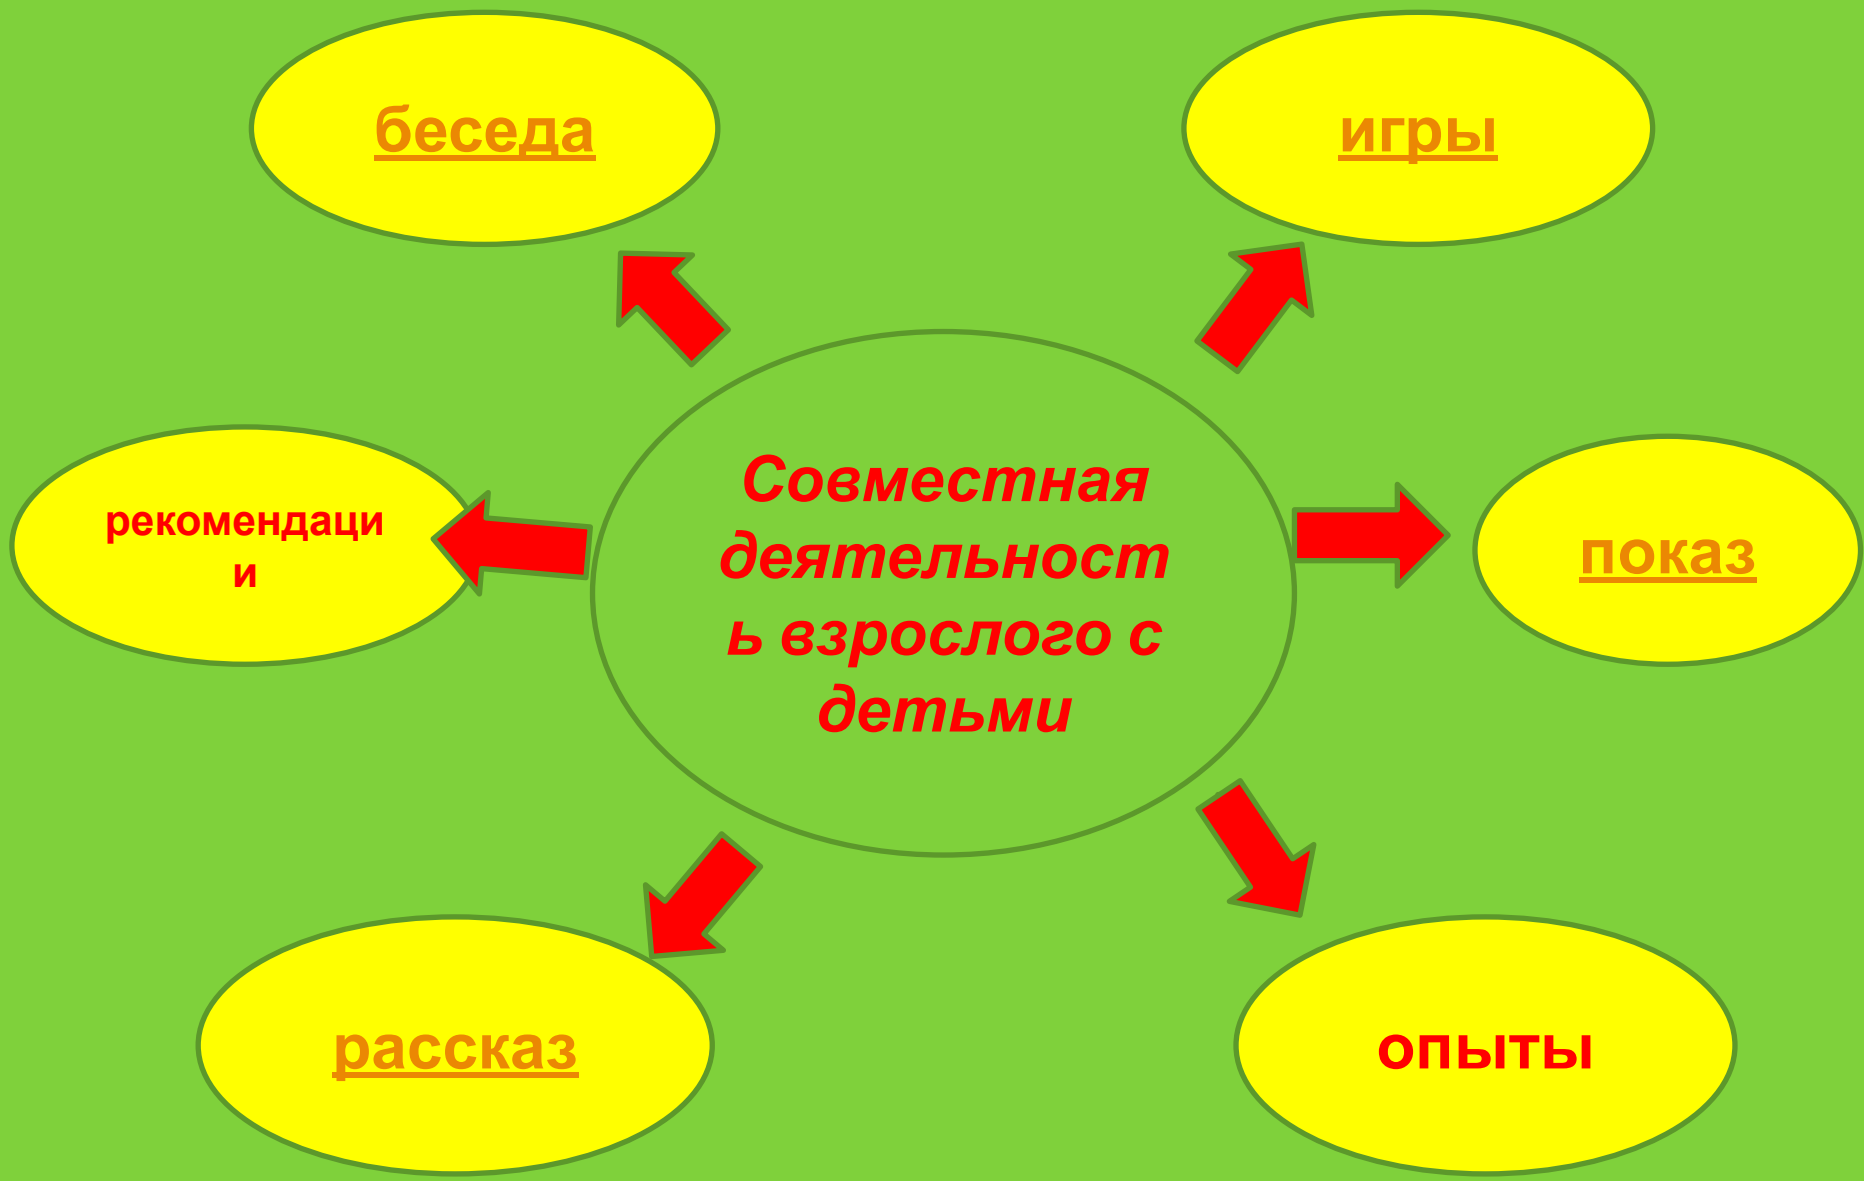 беседа
игры
Совместная
деятельност
ь взрослого с
детьми
рекомендаци
и
показ
рассказ
опыты